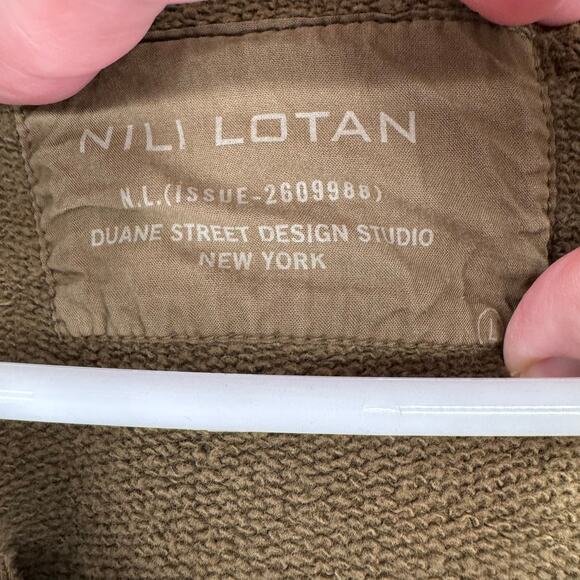 NILI LOTAN
N.L.(ISSUE-2609988)
DUANE STREET DESIGN STUDIO
NEW YORK